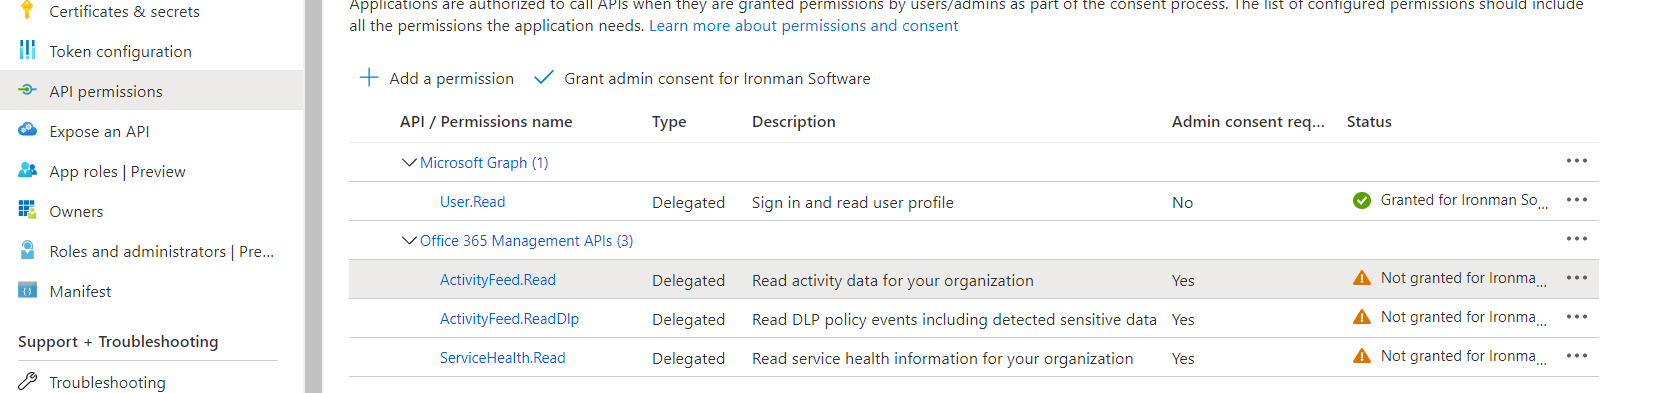 Certificates & secrets
Token configuration
API permissions
Expose an API
App roles | Preview
Owners
Roles and administrators | Pre...
Manifest
Support + Troubleshooting
Troubleshooting
Applications are authorized to call APIs when they are granted permissions by users/admins as part of the consent process. The list of configured permissions should include
all the permissions the application needs. Learn more about permissions and consent
Add a permission Grant admin consent for Ironman Software
API / Permissions name Type Description Admin consent req... Status
Microsoft Graph (1) ...
User.Read Delegated Sign in and read user profile No Granted for Ironman So... ...
Office 365 Management APIs (3) ...
ActivityFeed.Read Delegated Read activity data for your organization Yes Not granted for Ironma... ...
ActivityFeed.ReadDlp Delegated Read DLP policy events including detected sensitive data Yes Not granted for Ironma... ...
ServiceHealth.Read Delegated Read service health information for your organization Yes Not granted for Ironma... ...